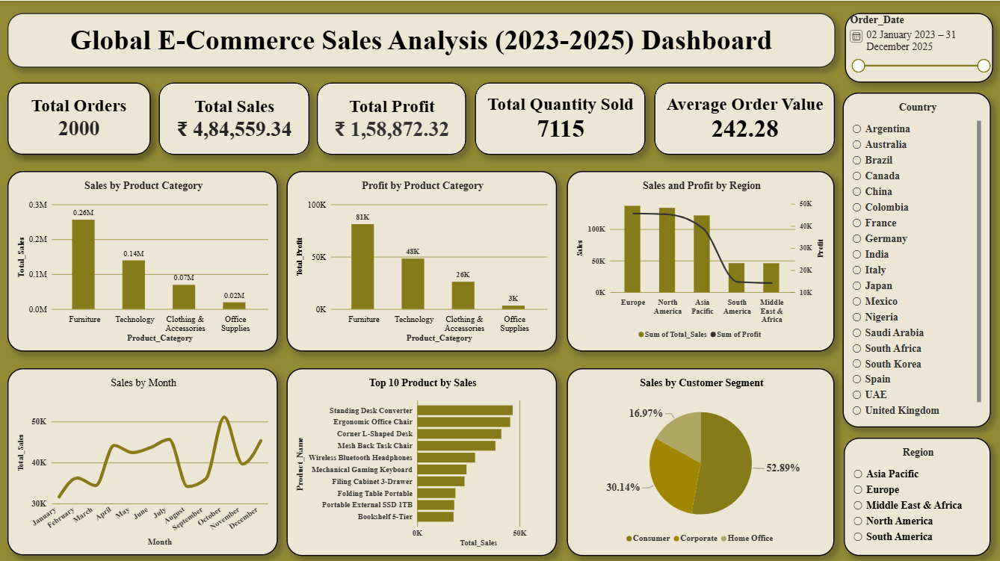 Global E-Commerce Sales Analysis (2023-2025) Dashboard
Order_Date
02 January 2023 – 31
December 2025
Total Orders
2000
Total Sales
₹ 4,84,559.34
Total Profit
₹ 1,58,872.32
Total Quantity Sold
7115
Average Order Value
242.28
Country
Argentina
Australia
Brazil
Canada
China
Colombia
France
Germany
India
Italy
Japan
Mexico
Nigeria
Saudi Arabia
South Africa
South Korea
Spain
UAE
United Kingdom
Sales by Product Category
Total_Sales
0.3M
0.2M
0.1M
0.0M
0.26M
0.14M
0.07M
0.02M
Furniture
Technology
Clothing &
Accessories
Office
Supplies
Product_Category
Profit by Product Category
Total_Profit
100K
50K
0K
81K
48K
26K
3K
Furniture
Technology
Clothing &
Accessories
Office
Supplies
Product_Category
Sales and Profit by Region
Sales
100K
50K
0K
50K
40K
30K
20K
10K
Profit
Europe
North
America
Asia
Pacific
South
America
Middle
East &
Africa
Sum of Total_Sales
Sum of Profit
Sales by Month
Total_Sales
50K
40K
30K
January
February
March
April
May
June
July
August
September
October
November
December
Month
Top 10 Product by Sales
Product_Name
Standing Desk Converter
Ergonomic Office Chair
Corner L-Shaped Desk
Mesh Back Task Chair
Wireless Bluetooth Headphones
Mechanical Gaming Keyboard
Filing Cabinet 3-Drawer
Folding Table Portable
Portable External SSD 1TB
Bookshelf 5-Tier
0K
50K
Total_Sales
Sales by Customer Segment
16.97%
52.89%
30.14%
Consumer
Corporate
Home Office
Region
Asia Pacific
Europe
Middle East & Africa
North America
South America